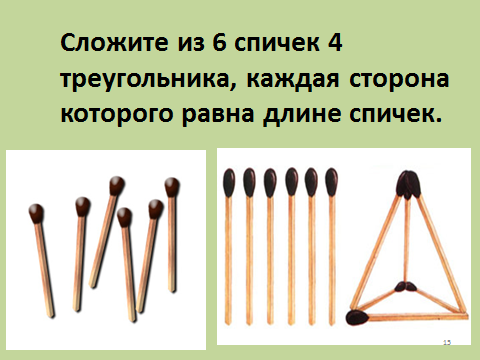 Сложите из 6 спичек 4
треугольника, каждая сторона
которого равна длине спичек.
15